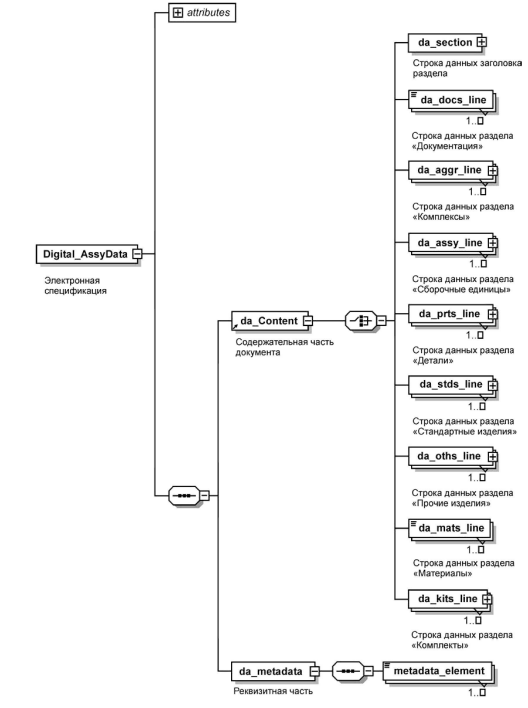 attributes
da_section
Строка данных заголовка
раздела
da_docs_line
1..□
Строка данных раздела
«Документация»
da_aggr_line
1..□
Строка данных раздела
«Комплексы»
da_assy_line
1..□
Строка данных раздела
«Сборочные единицы»
Digital_AssyData
Электронная
спецификация
da_Content
Содержательная часть
документа
da_prts_line
1..□
Строка данных раздела
«Детали»
da_stds_line
1..□
Строка данных раздела
«Стандартные изделия»
da_oths_line
1..□
Строка данных раздела
«Прочие изделия»
da_mats_line
1..□
Строка данных раздела
«Материалы»
da_kits_line
1..□
Строка данных раздела
«Комплекты»
da_metadata
Реквизитная часть
metadata_element
1..□